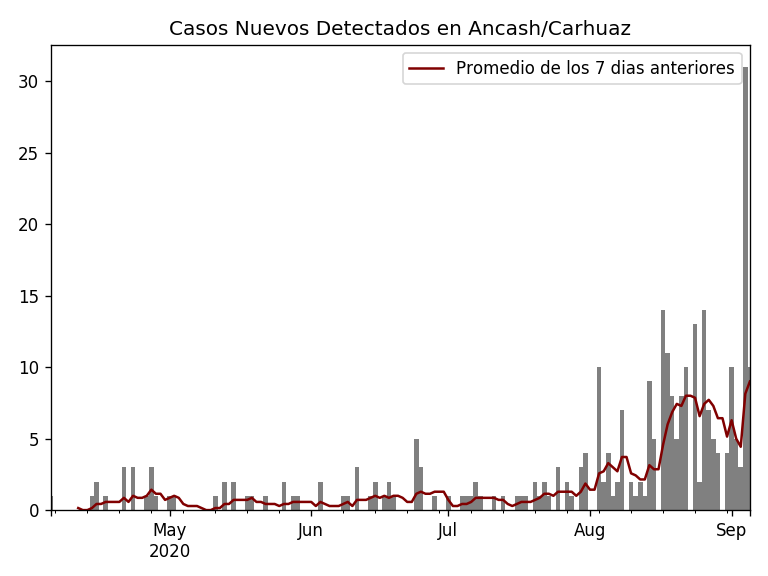 Casos Nuevos Detectados en Ancash/Carhuaz
Promedio de los 7 dias anteriores
30
25
20
15
10
5
0
May Jun Jul Aug Sep
2020